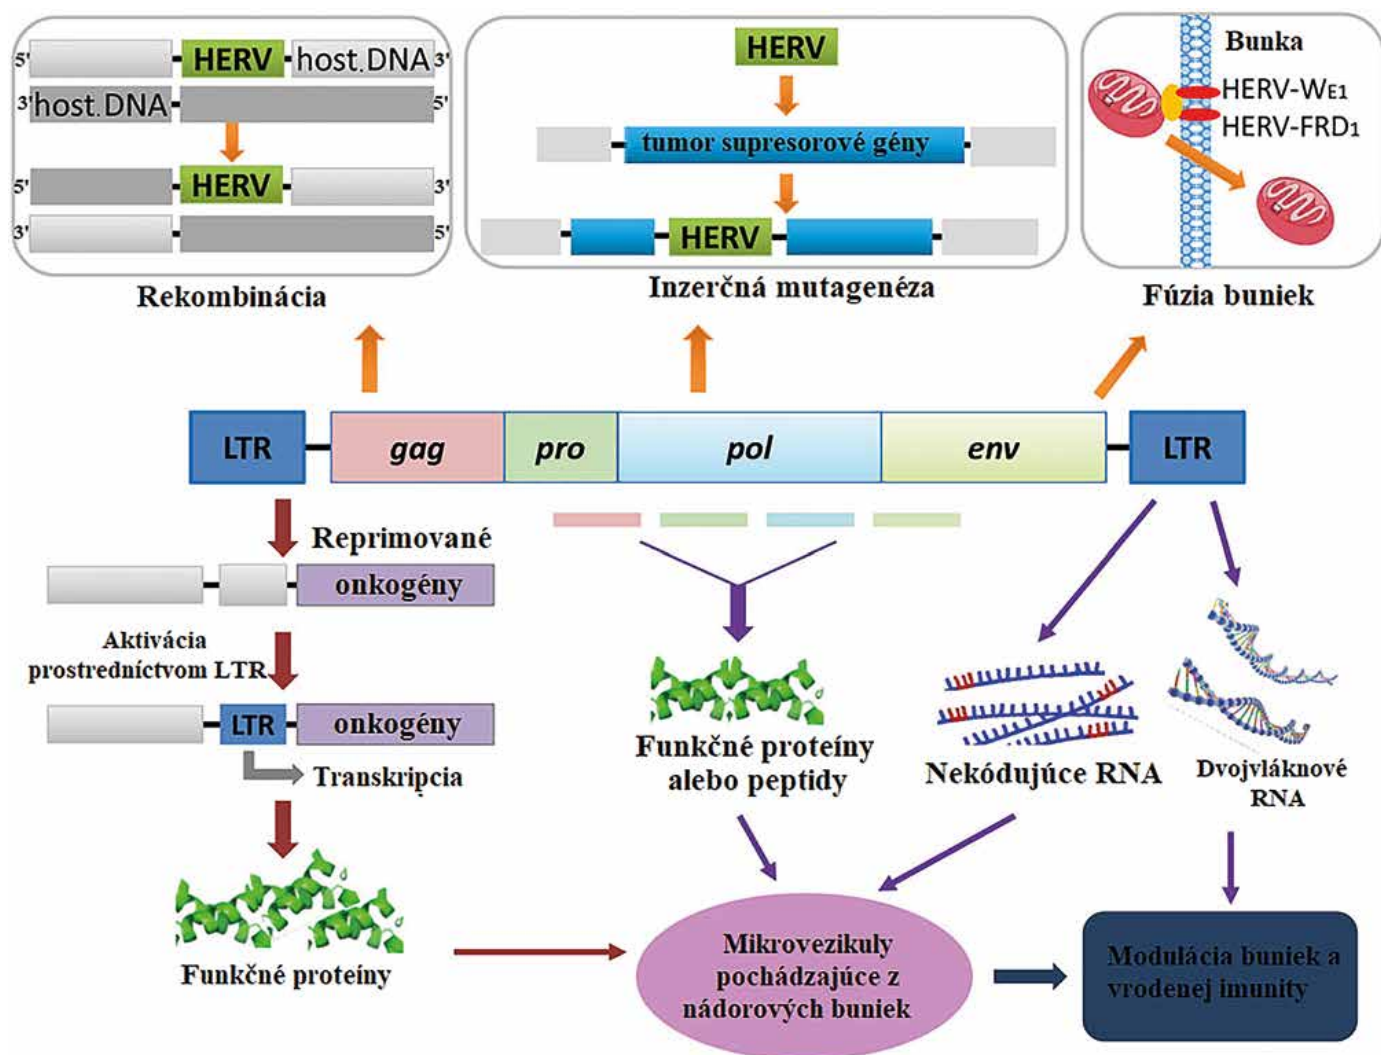 5' HERV host.DNA 3'
3' host.DNA 5'
5' HERV 3'
3' 5'
Rekombinácia
HERV
tumor supresorové gény
HERV
Inzerčná mutagenéza
Bunka
HERV-WE1
HERV-FRD1
Fúzia buniek
LTR gag pro pol env LTR
Reprimované
onkogény
Aktivácia
prostredníctvom LTR
LTR onkogény
Transkripcia
Funkčné proteíny
Funkčné proteíny
alebo peptidy
Nekódujúce RNA
Dvojvláknové
RNA
Mikrovezikuly
pochádzajúce z
nádorových buniek
Modulácia buniek a
vrodenej imunity